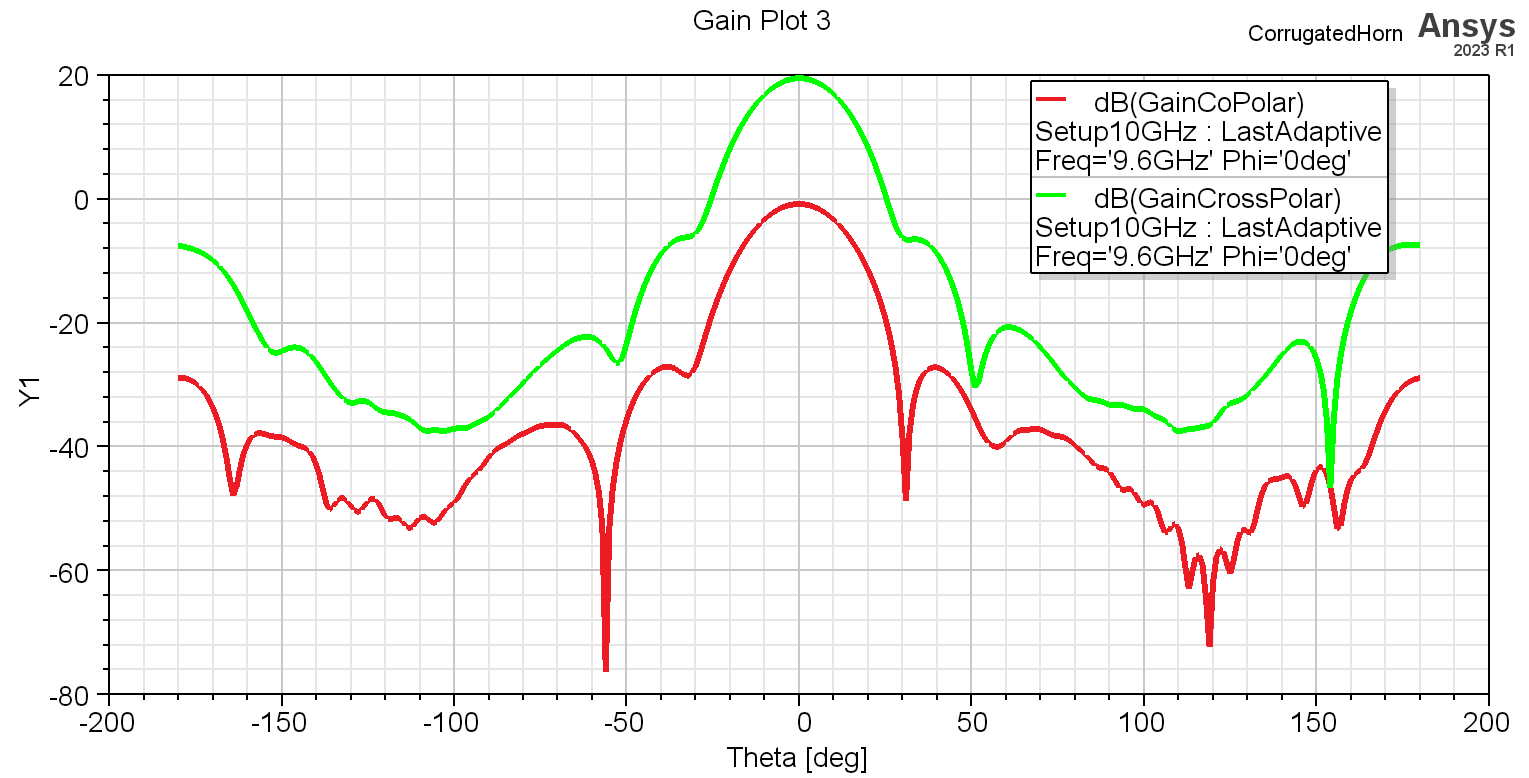 Gain Plot 3
CorrugatedHorn
Ansys
2023 R1
dB(GainCoPolar)
Setup10GHz : LastAdaptive
Freq='9.6GHz' Phi='0deg'
dB(GainCrossPolar)
Setup10GHz : LastAdaptive
Freq='9.6GHz' Phi='0deg'
Y1
20
0
-20
-40
-60
-80
-200 -150 -100 -50 0 50 100 150 200
Theta [deg]